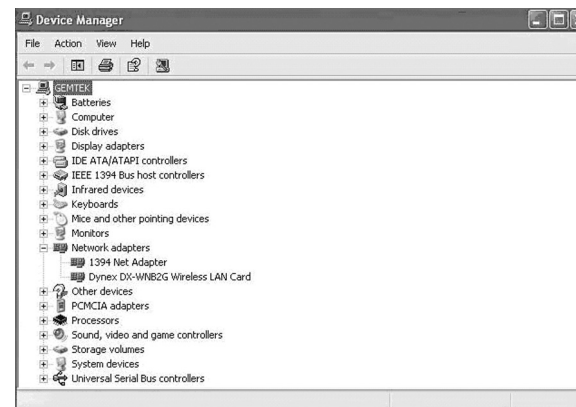 Device Manager
File Action View Help
GEMTEK
Batteries
Computer
Disk drives
Display adapters
IDE ATA/ATAPI controllers
IEEE 1394 Bus host controllers
Infrared devices
Keyboards
Mice and other pointing devices
Monitors
Network adapters
1394 Net Adapter
Dynex DX-WNB2G Wireless LAN Card
Other devices
PCMCIA adapters
Processors
Sound, video and game controllers
Storage volumes
System devices
Universal Serial Bus controllers